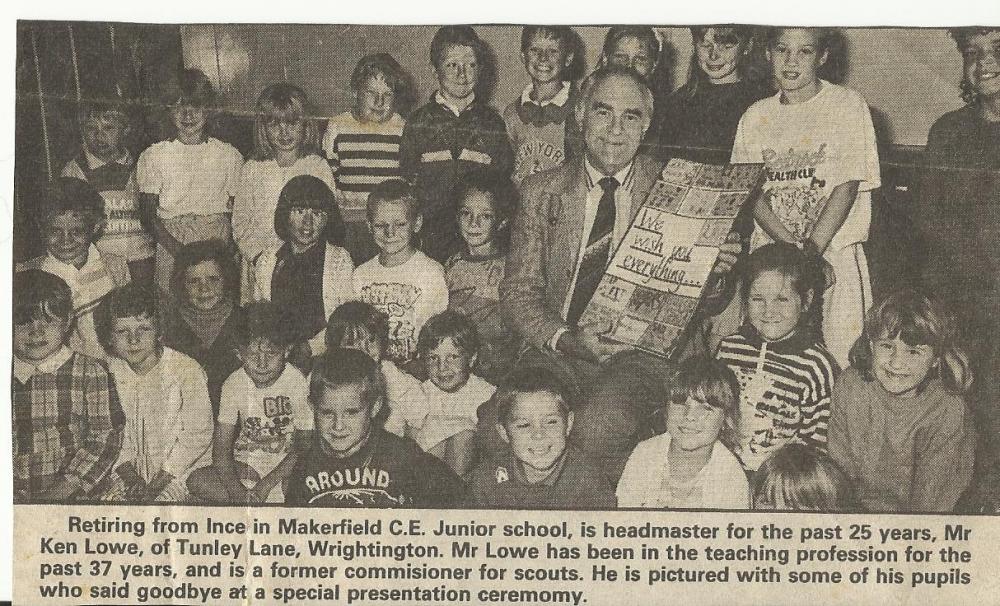 NEW YORK
HEALTH CLUB
We
wish you
everything...
BIG
AROUND
Retiring from Ince in Makerfield C.E. Junior school, is headmaster for the past 25 years, Mr
Ken Lowe, of Tunley Lane, Wrightington. Mr Lowe has been in the teaching profession for the
past 37 years, and is a former commisioner for scouts. He is pictured with some of his pupils
who said goodbye at a special presentation ceremomy.